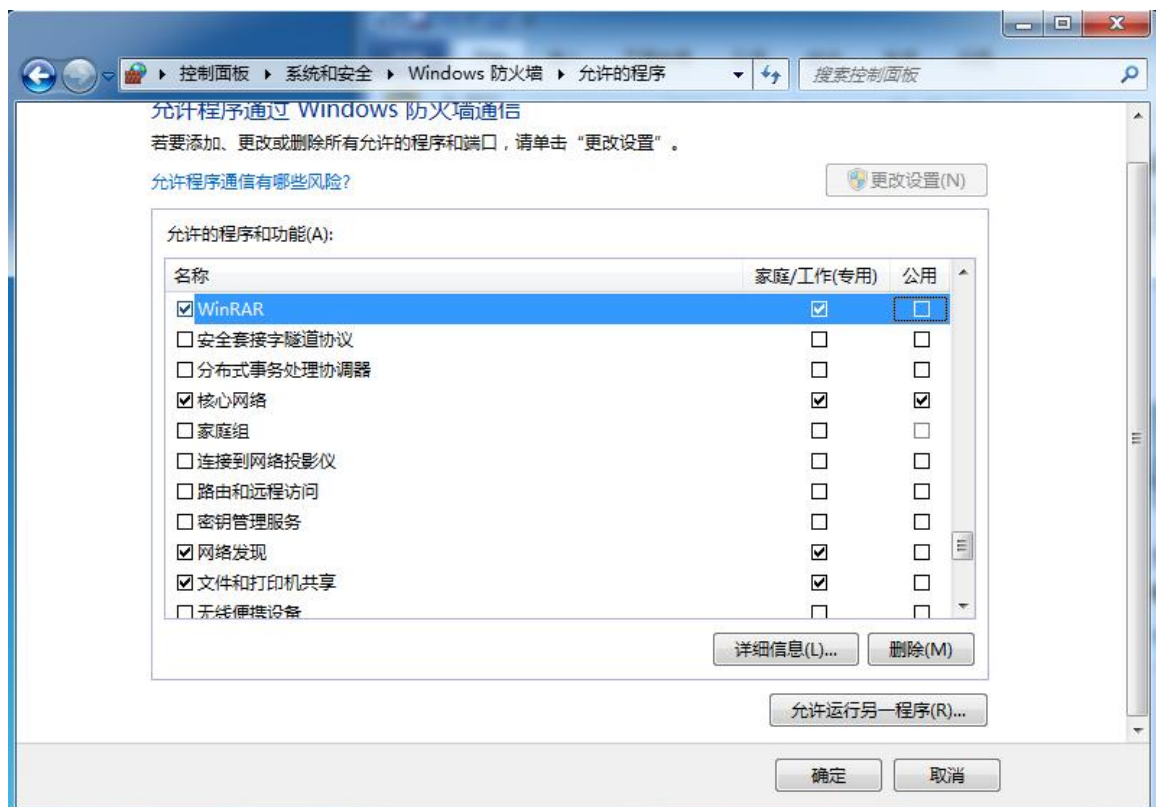 控制面板 ▸ 系统和安全 ▸ Windows 防火墙 ▸ 允许的程序
搜索控制面板
允许程序通过 Windows 防火墙通信
若要添加、更改或删除所有允许的程序和端口，请单击“更改设置”。
允许程序通信有哪些风险?
更改设置(N)
允许的程序和功能(A):
名称 家庭/工作(专用) 公用
WinRAR
安全套接字隧道协议
分布式事务处理协调器
核心网络
家庭组
连接到网络投影仪
路由和远程访问
密钥管理服务
网络发现
文件和打印机共享
无线便携设备
详细信息(L)... 删除(M)
允许运行另一程序(R)...
确定 取消